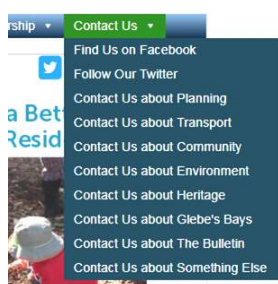 rship ▼ Contact Us ▼
Find Us on Facebook
Follow Our Twitter
Contact Us about Planning
a Bet
Contact Us about Transport
Resid
Contact Us about Community
Contact Us about Environment
Contact Us about Heritage
Contact Us about Glebe's Bays
Contact Us about The Bulletin
Contact Us about Something Else